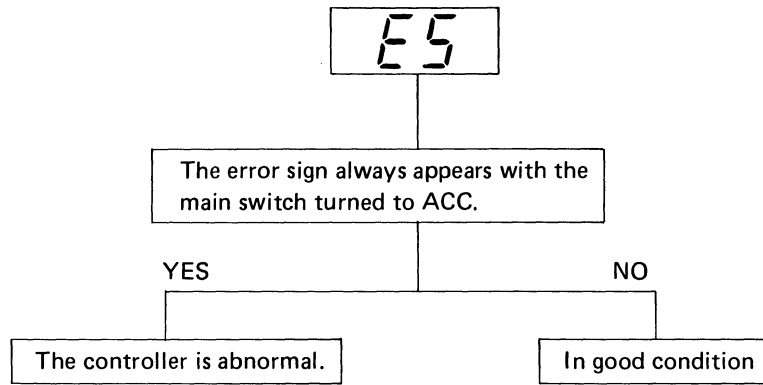 E5
The error sign always appears with the
main switch turned to ACC.
YES
NO
The controller is abnormal.
In good condition